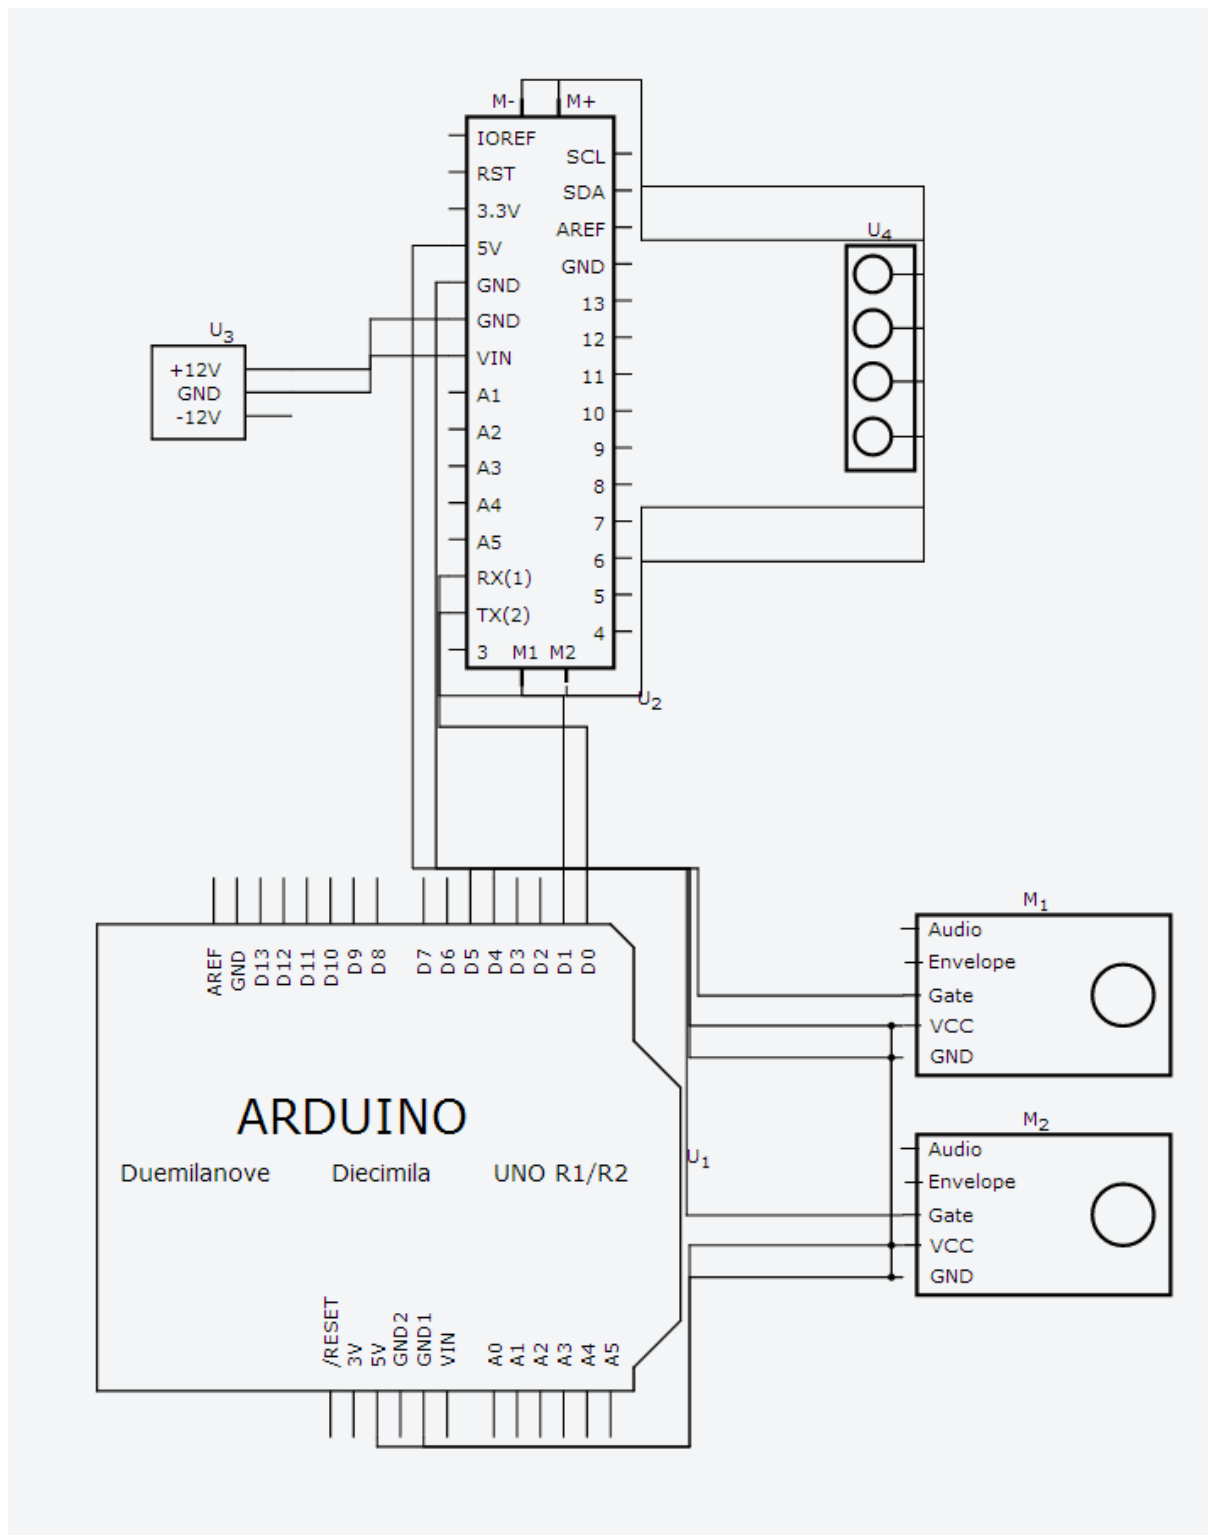 M-
M+
IOREF
SCL
RST
SDA
3.3V
AREF
U4
5V
GND
GND
13
GND
12
U3
VIN
11
+12V
A1
10
GND
A2
9
-12V
A3
8
A4
7
A5
6
RX(1)
5
TX(2)
4
3
M1
M2
U2
M1
Audio
Envelope
Gate
VCC
GND
AREF
GND
D13
D12
D11
D10
D9
D8
D7
D6
D5
D4
D3
D2
D1
D0
ARDUINO
Duemilanove
Diecimila
UNO R1/R2
U1
M2
Audio
Envelope
Gate
VCC
GND
/RESET
3V
5V
GND2
GND1
VIN
A0
A1
A2
A3
A4
A5